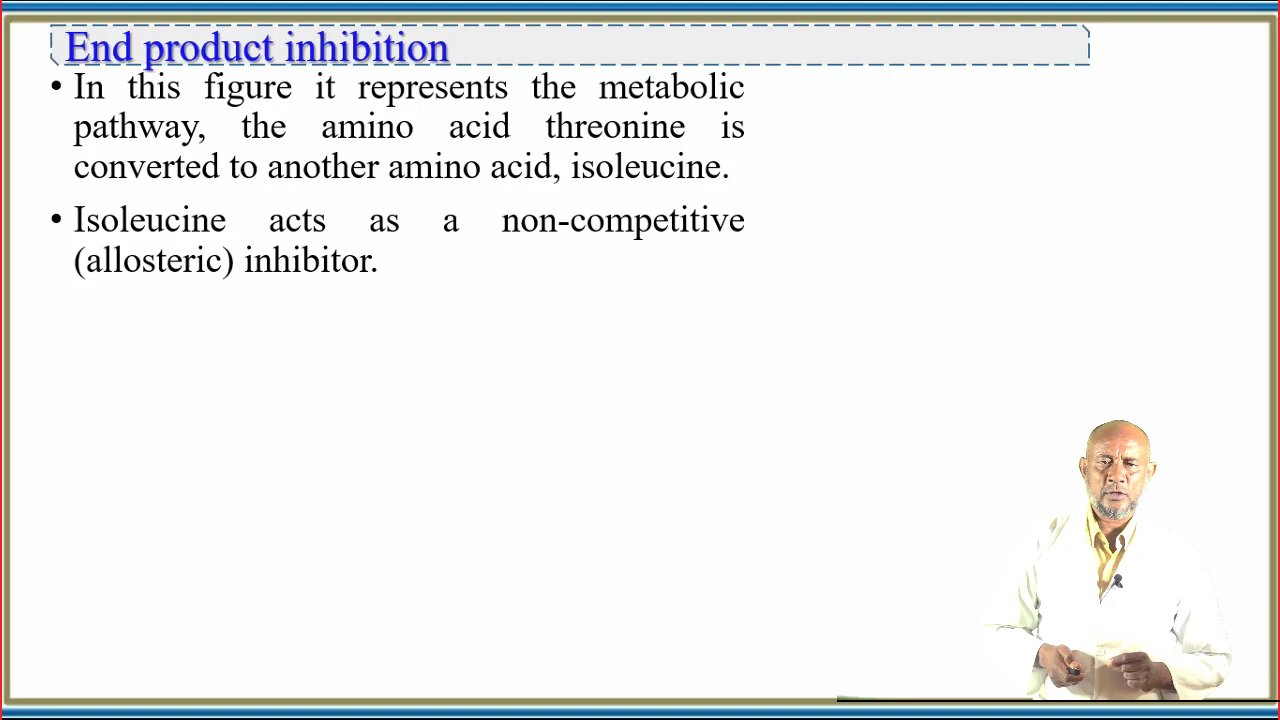 End product inhibition
• In this figure it represents the metabolic
pathway, the amino acid threonine is
converted to another amino acid, isoleucine.
• Isoleucine acts as a non-competitive
(allosteric) inhibitor.